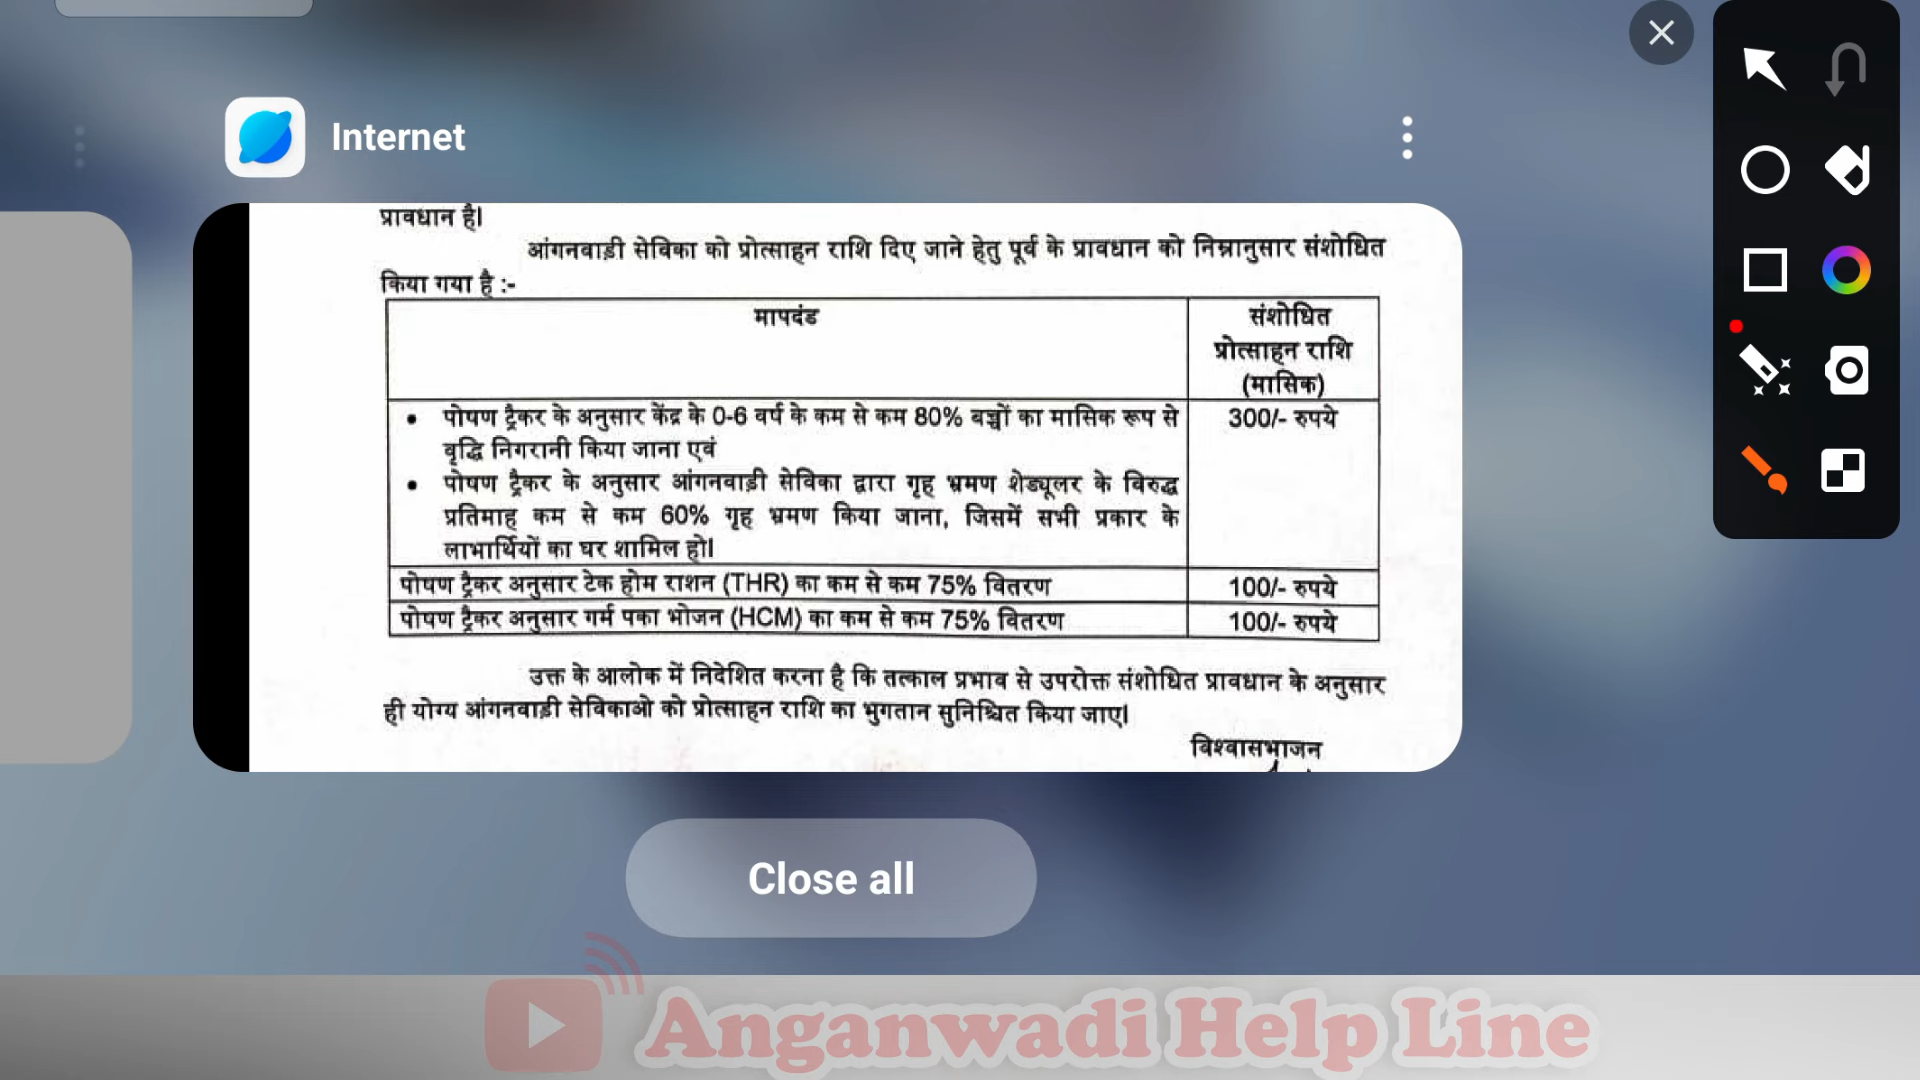 Internet
प्रावधान है।
आंगनवाड़ी सेविका को प्रोत्साहन राशि दिए जाने हेतु पूर्व के प्रावधान को निम्नानुसार संशोधित
किया गया है :-
मापदंड
संशोधित
प्रोत्साहन राशि
(मासिक)
पोषण ट्रैकर के अनुसार केंद्र के 0-6 वर्ष के कम से कम 80% बच्चों का मासिक रूप से
वृद्धि निगरानी किया जाना एवं
300/- रुपये
पोषण ट्रैकर के अनुसार आंगनवाड़ी सेविका द्वारा गृह भ्रमण शेड्यूलर के विरुद्ध
प्रतिमाह कम से कम 60% गृह भ्रमण किया जाना, जिसमें सभी प्रकार के
लाभार्थियों का घर शामिल हो।
पोषण ट्रैकर अनुसार टेक होम राशन (THR) का कम से कम 75% वितरण
100/- रुपये
पोषण ट्रैकर अनुसार गर्म पका भोजन (HCM) का कम से कम 75% वितरण
100/- रुपये
उक्त के आलोक में निदेशित करना है कि तत्काल प्रभाव से उपरोक्त संशोधित प्रावधान के अनुसार
ही योग्य आंगनवाड़ी सेविकाओ को प्रोत्साहन राशि का भुगतान सुनिश्चित किया जाए।
विश्वासभाजन
Close all
Anganwadi Help Line